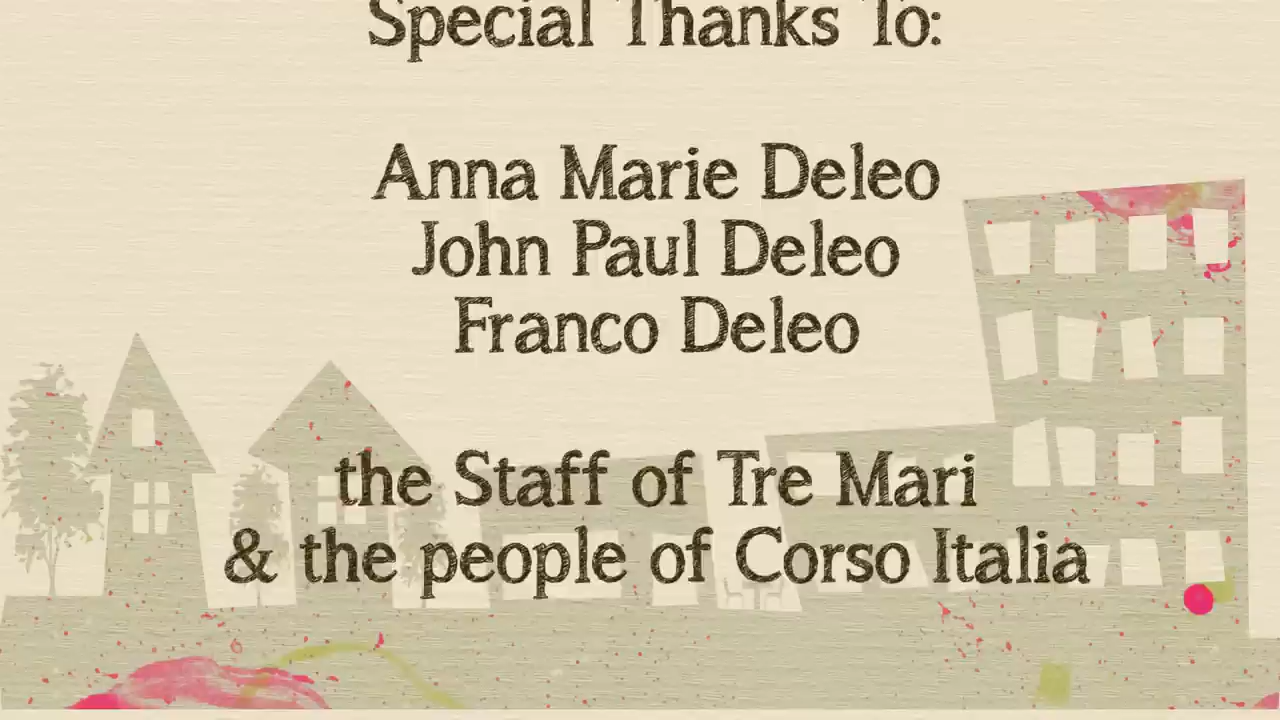 Special Thanks To:
Anna Marie Deleo
John Paul Deleo
Franco Deleo
the Staff of Tre Mari
& the people of Corso Italia